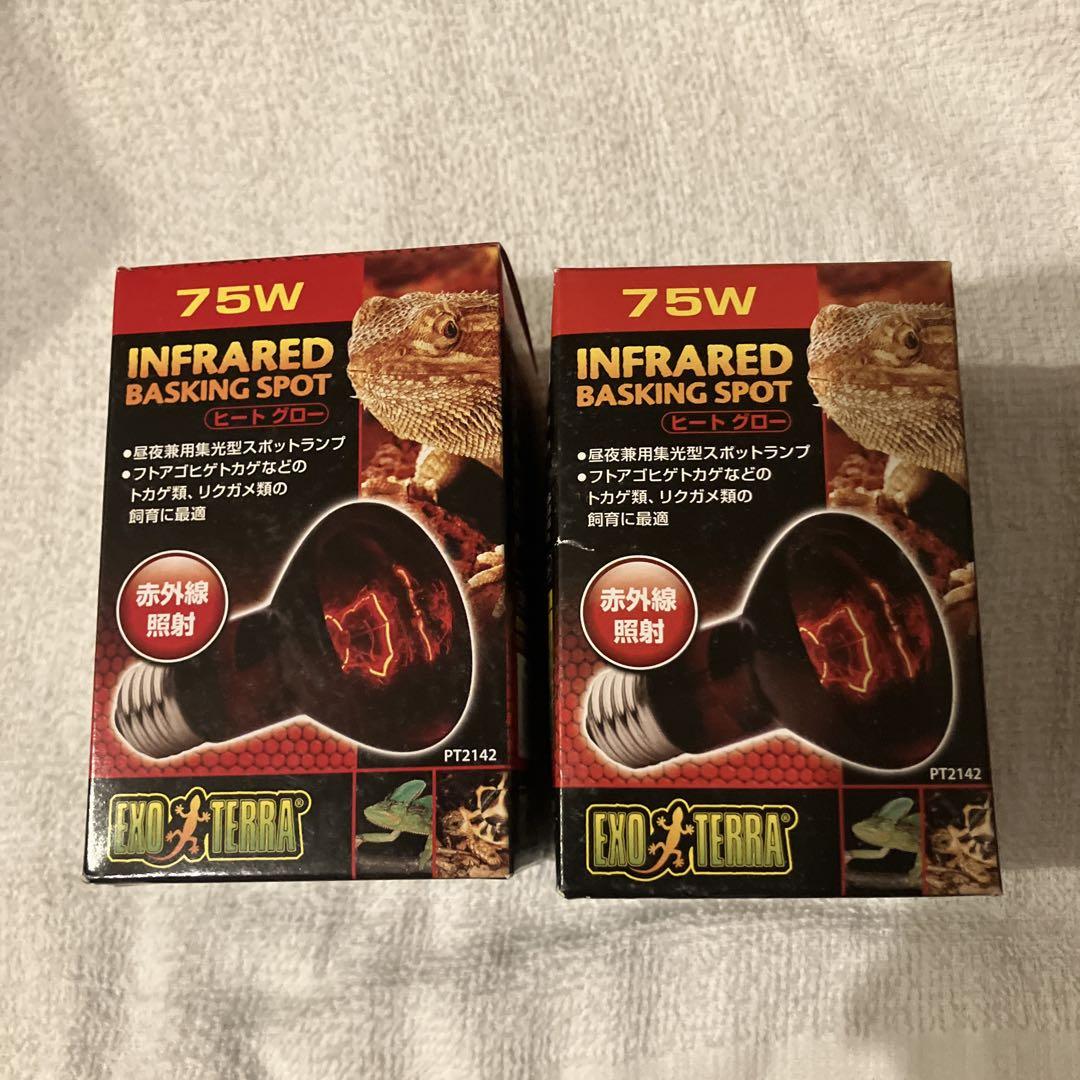 75W
INFRARED
BASKING SPOT
ヒート グロー
●昼夜兼用集光型スポットランプ
●フトアゴヒゲトカゲなどの
トカゲ類、リクガメ類の
飼育に最適
赤外線
照射
PT2142
EXO TERRA®
75W
INFRARED
BASKING SPOT
ヒート グロー
●昼夜兼用集光型スポットランプ
●フトアゴヒゲトカゲなどの
トカゲ類、リクガメ類の
飼育に最適
赤外線
照射
PT2142
EXO TERRA®